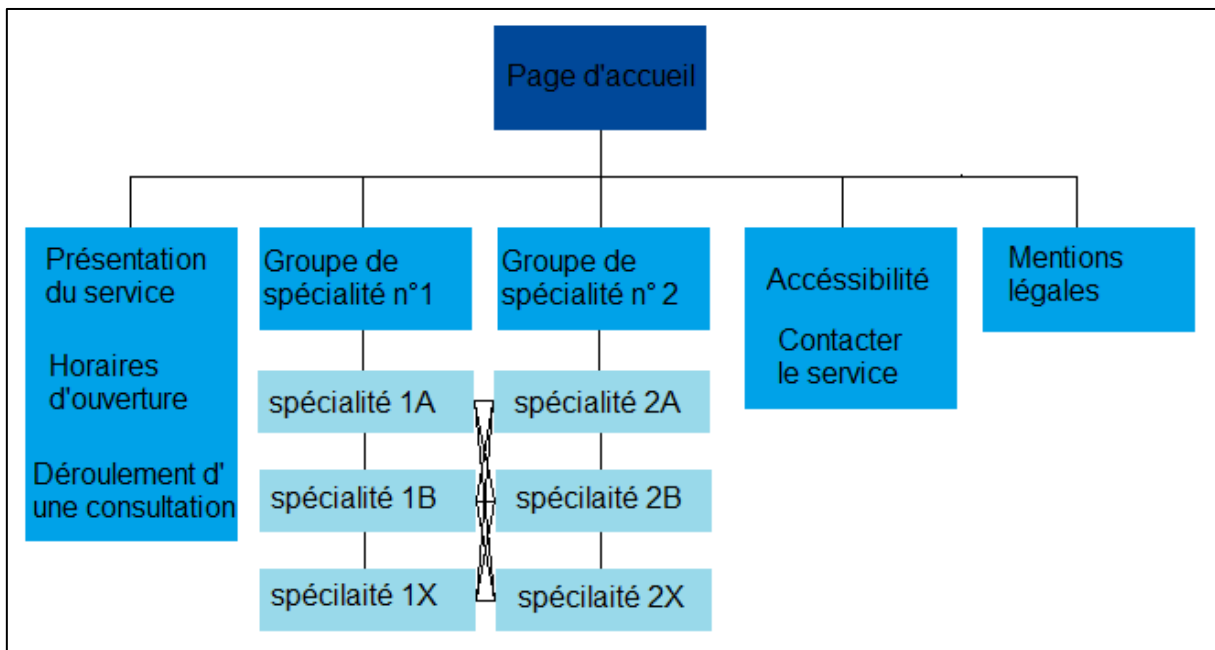 Page d'accueil
Présentation
du service
Horaires
d'ouverture
Déroulement d'
une consultation
Groupe de
spécialité n°1
spécialité 1A
spécialité 1B
spécilaité 1X
Groupe de
spécialité n° 2
spécialité 2A
spécilaité 2B
spécilaité 2X
Accéssibilité
Contacter
le service
Mentions
légales